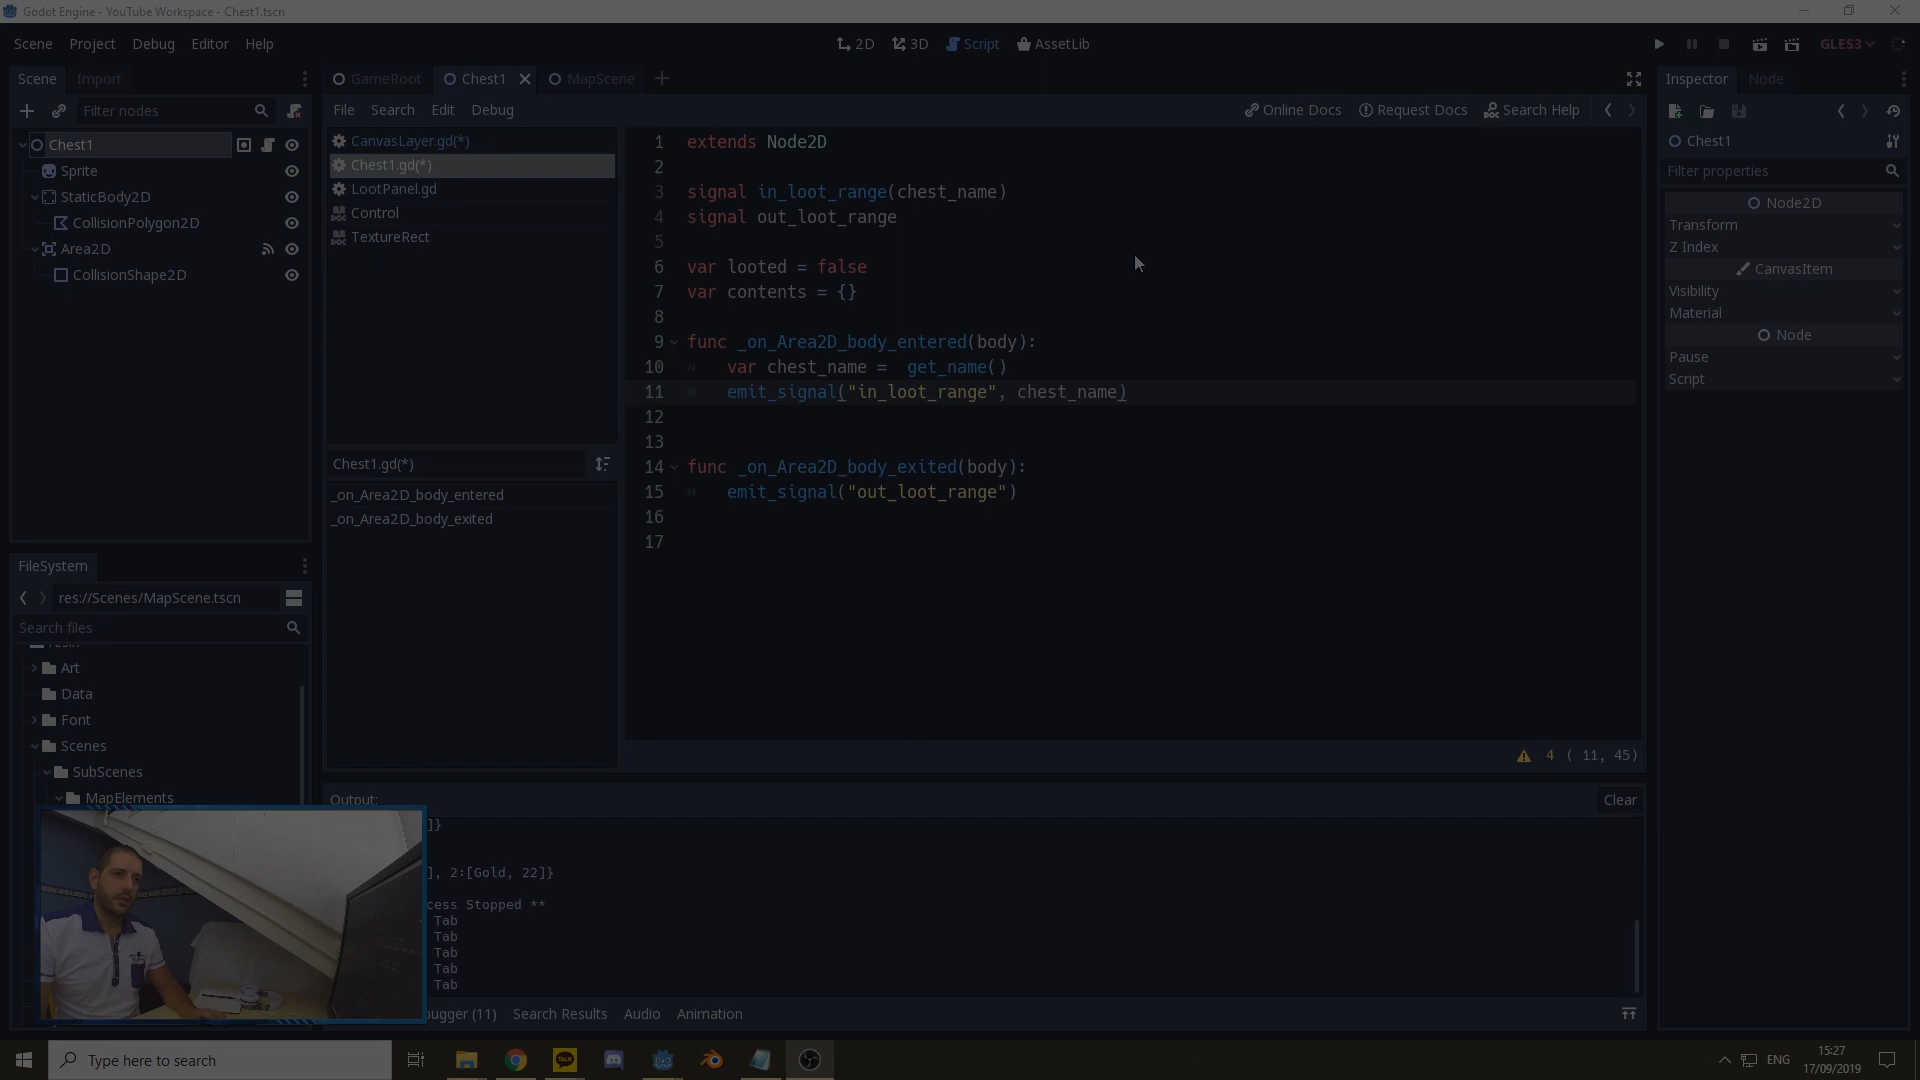 Godot Engine - YouTube Workspace - Chest1.tscn
Scene Project Debug Editor Help
2D 3D Script AssetLib
GLES3
Scene Import
Filter nodes
Chest1
Sprite
StaticBody2D
CollisionPolygon2D
Area2D
CollisionShape2D
FileSystem
res://Scenes/MapScene.tscn
Search files
Art
Data
Font
Scenes
SubScenes
MapElements
GameRoot Chest1 MapScene
File Search Edit Debug
Online Docs Request Docs Search Help
CanvasLayer.gd(*)
Chest1.gd(*)
LootPanel.gd
Control
TextureRect
Chest1.gd(*)
_on_Area2D_body_entered
_on_Area2D_body_exited
1 extends Node2D
2
3 signal in_loot_range(chest_name)
4 signal out_loot_range
5
6 var looted = false
7 var contents = {}
8
9 func _on_Area2D_body_entered(body):
10 var chest_name =  get_name()
11 emit_signal("in_loot_range", chest_name)
12
13
14 func _on_Area2D_body_exited(body):
15 emit_signal("out_loot_range")
16
17
4 ( 11, 45)
Output:
Clear
]}
], 2:[Gold, 22]}
cess Stopped **
Tab
Tab
Tab
Tab
Tab
ugger (11) Search Results Audio Animation
Inspector Node
Chest1
Filter properties
Node2D
Transform
Z Index
CanvasItem
Visibility
Material
Node
Pause
Script
Type here to search
TALK
ENG
15:27
17/09/2019